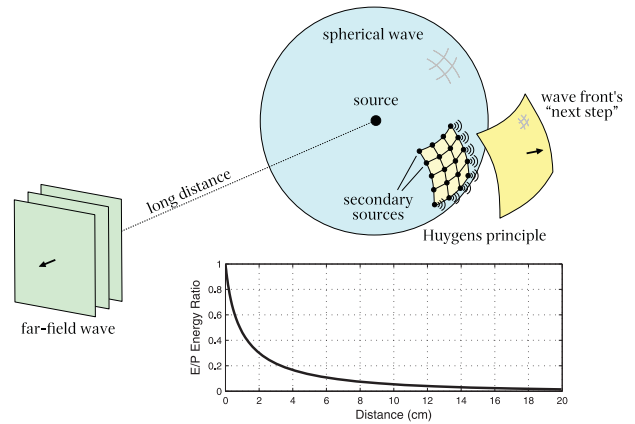 spherical wave
source
wave front's
"next step"
long distance
secondary
sources
Huygens principle
far-field wave
E/P Energy Ratio
1
0.8
0.6
0.4
0.2
0
0 2 4 6 8 10 12 14 16 18 20
Distance (cm)